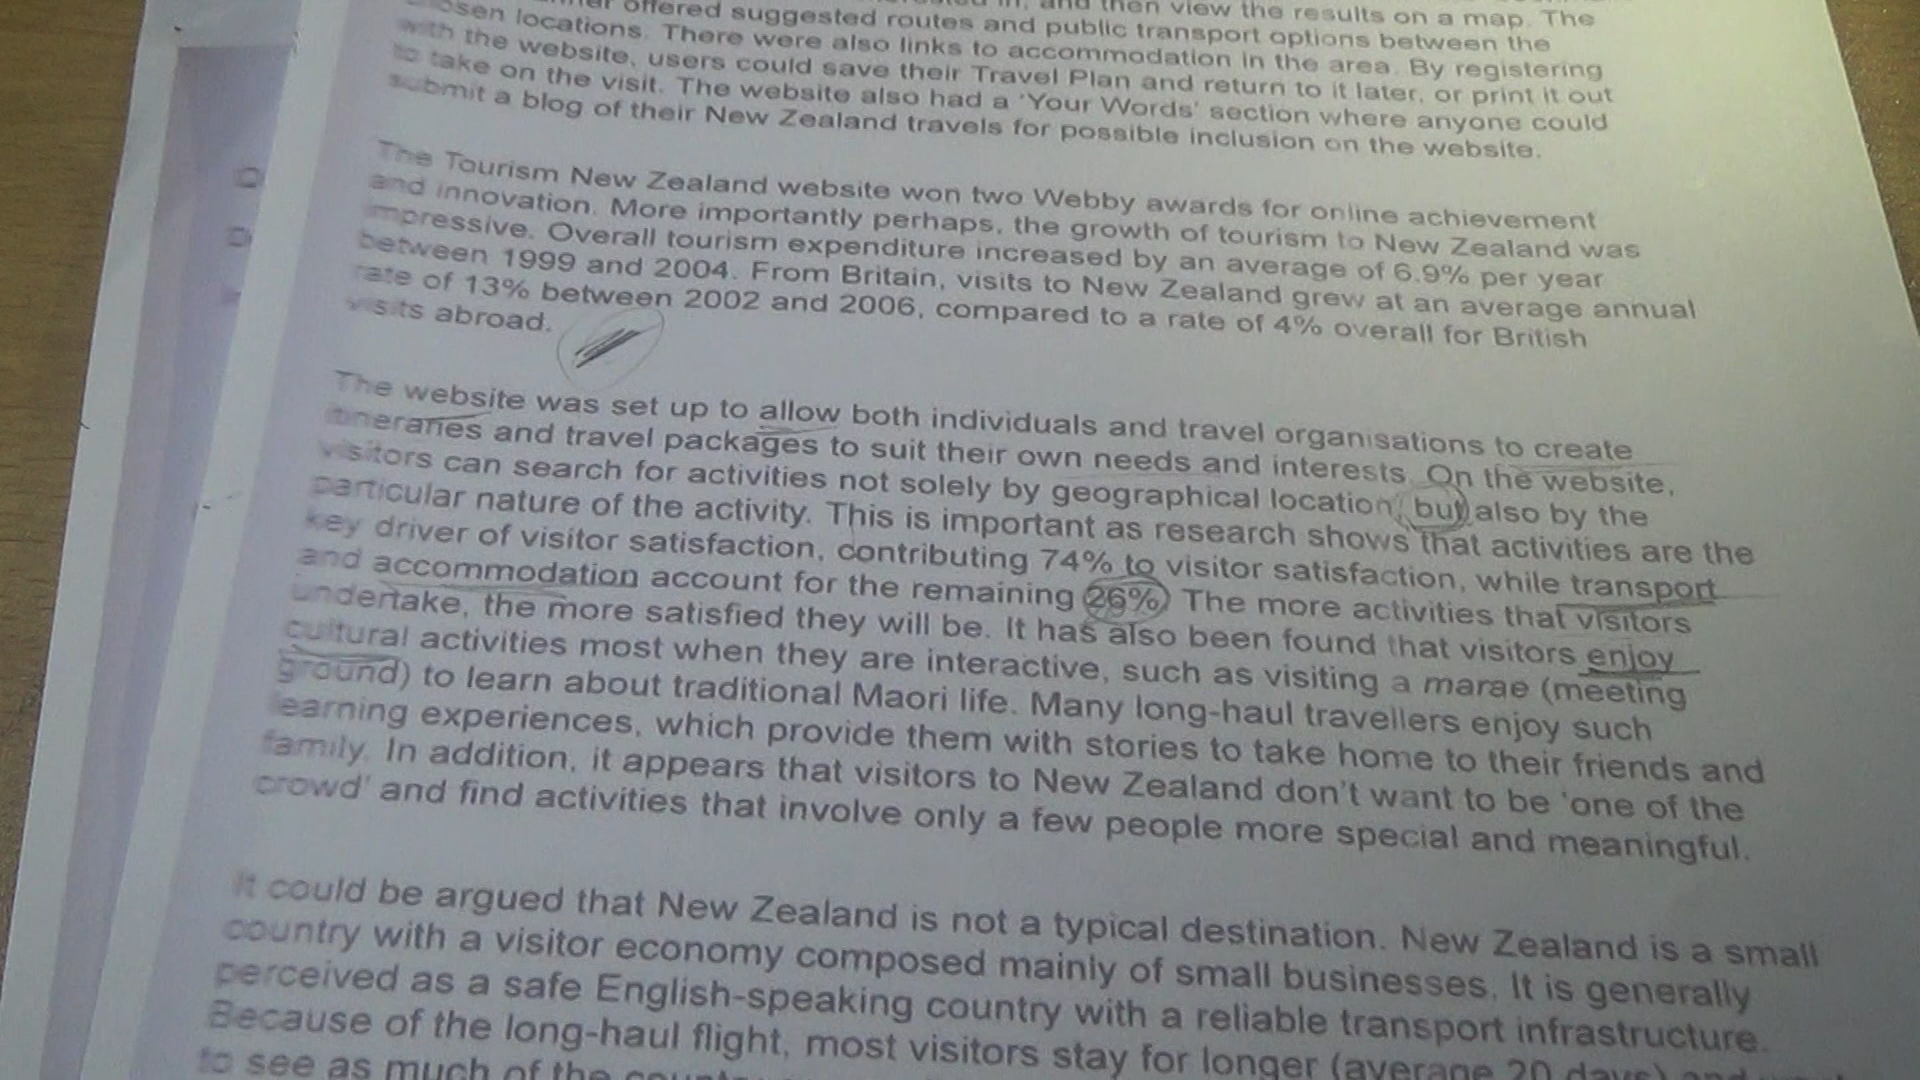 offered suggested routes and public transport options between the
then view the results on a map. The
locations. There were also links to accommodation in the area. By registering
with the website, users could save their Travel Plan and return to it later, or print it out
to take on the visit. The website also had a 'Your Words' section where anyone could
submit a blog of their New Zealand travels for possible inclusion on the website.
The Tourism New Zealand website won two Webby awards for online achievement
and innovation. More importantly perhaps, the growth of tourism to New Zealand was
impressive. Overall tourism expenditure increased by an average of 6.9% per year
between 1999 and 2004. From Britain, visits to New Zealand grew at an average annual
rate of 13% between 2002 and 2006, compared to a rate of 4% overall for British
visits abroad.
The website was set up to allow both individuals and travel organisations to create
itineraries and travel packages to suit their own needs and interests. On the website,
visitors can search for activities not solely by geographical location, but also by the
particular nature of the activity. This is important as research shows that activities are the
key driver of visitor satisfaction, contributing 74% to visitor satisfaction, while transport
and accommodation account for the remaining 26%. The more activities that visitors
undertake, the more satisfied they will be. It has also been found that visitors enjoy
cultural activities most when they are interactive, such as visiting a marae (meeting
ground) to learn about traditional Maori life. Many long-haul travellers enjoy such
learning experiences, which provide them with stories to take home to their friends and
family. In addition, it appears that visitors to New Zealand don't want to be 'one of the
crowd' and find activities that involve only a few people more special and meaningful.
It could be argued that New Zealand is not a typical destination. New Zealand is a small
country with a visitor economy composed mainly of small businesses. It is generally
perceived as a safe English-speaking country with a reliable transport infrastructure.
Because of the long-haul flight, most visitors stay for longer (average 20 days) and
to see as much of the